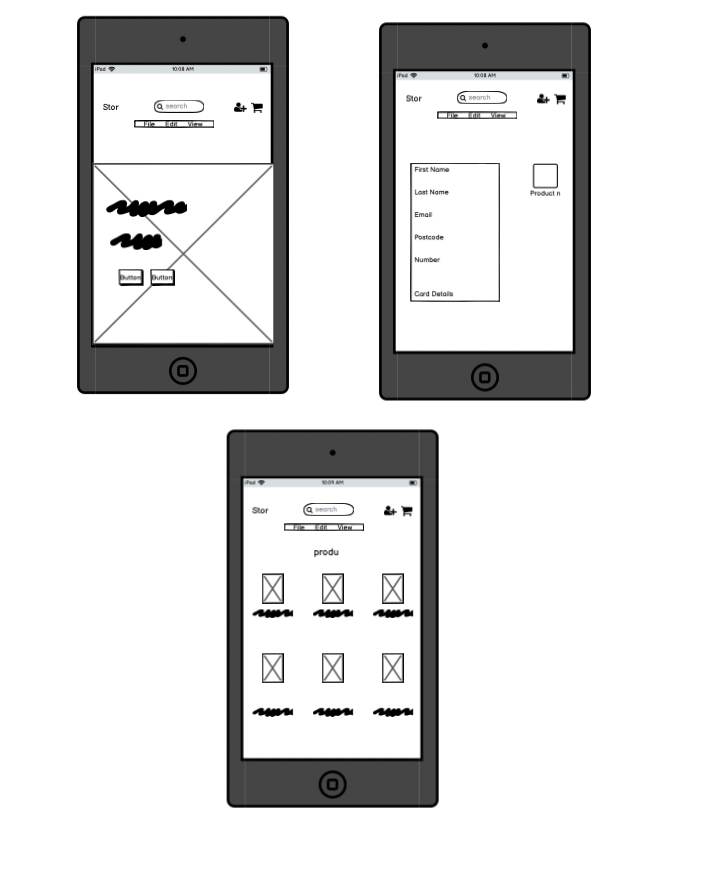 iPad 10:08 AM
Stor search
File Edit View
Button Button
iPad 10:08 AM
Stor search
File Edit View
First Name
Last Name
Email
Postcode
Number
Card Details
Product n
iPad 10:09 AM
Stor search
File Edit View
produ